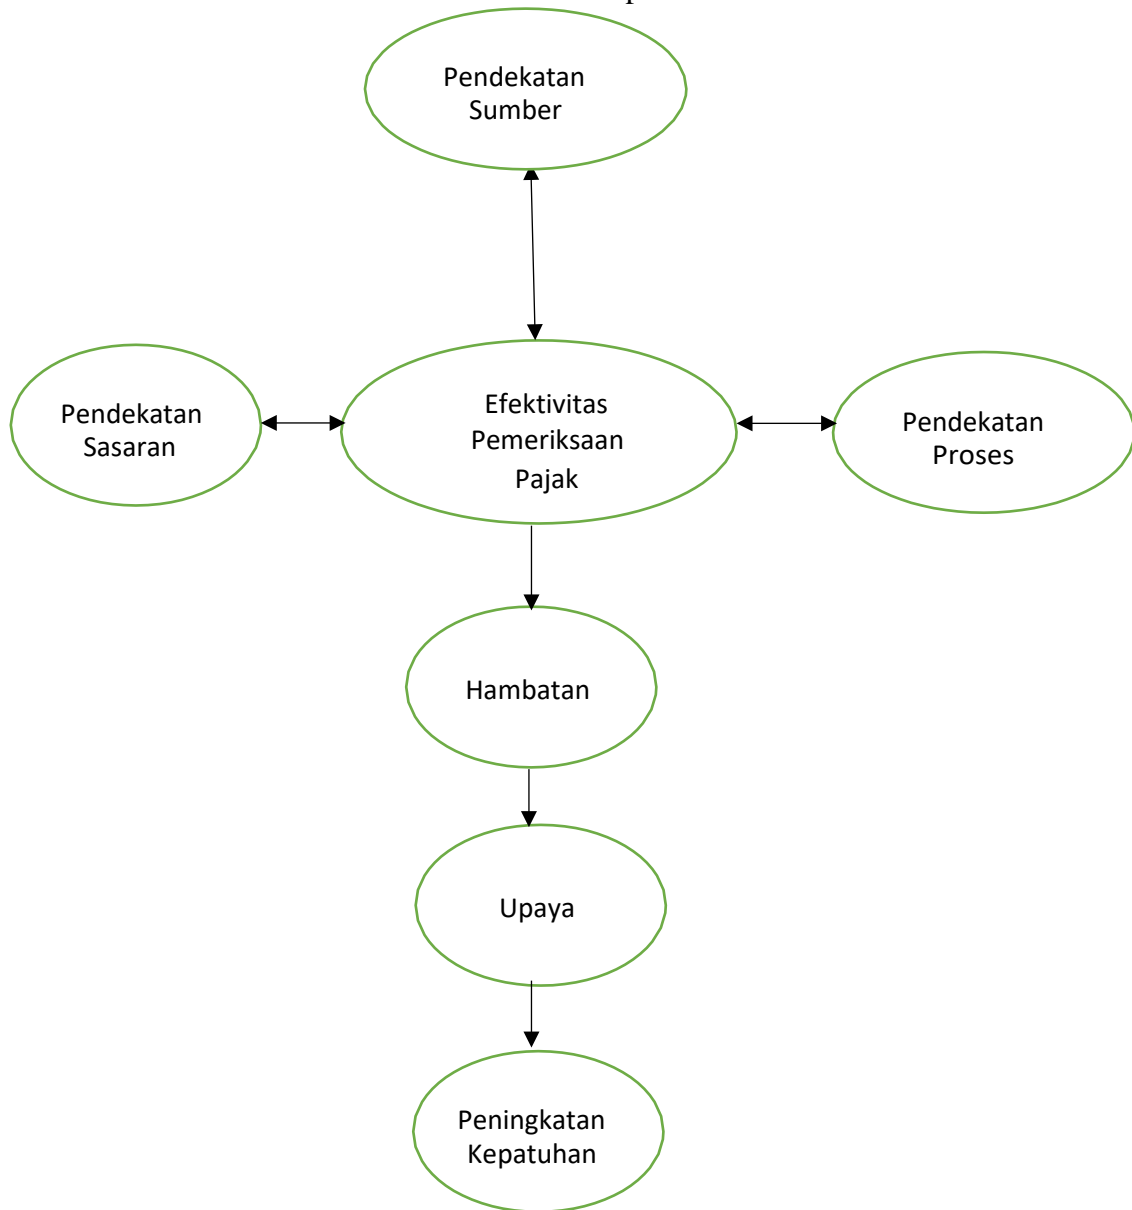 Pendekatan
Sumber
Efektivitas
Pemeriksaan
Pajak
Pendekatan
Sasaran
Pendekatan
Proses
Hambatan
Upaya
Peningkatan
Kepatuhan